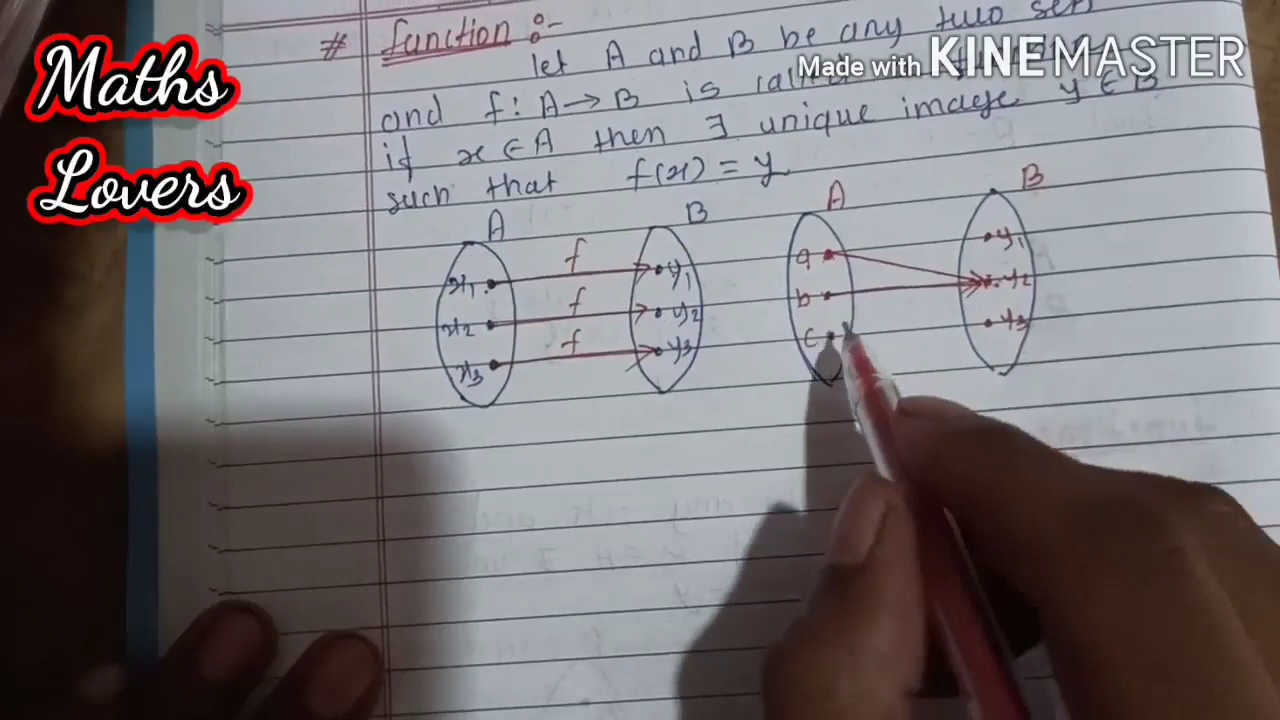 Maths
Lovers
Made with KINEMASTER
# function :-
let A and B be any two sets
and f : A → B is called
if x ∈ A then ∃ unique image y ∈ B
such that f(x) = y
A B
f
x1 y1
f
x2 y2
f
x3 y3
A B
a y1
b y2
c y3